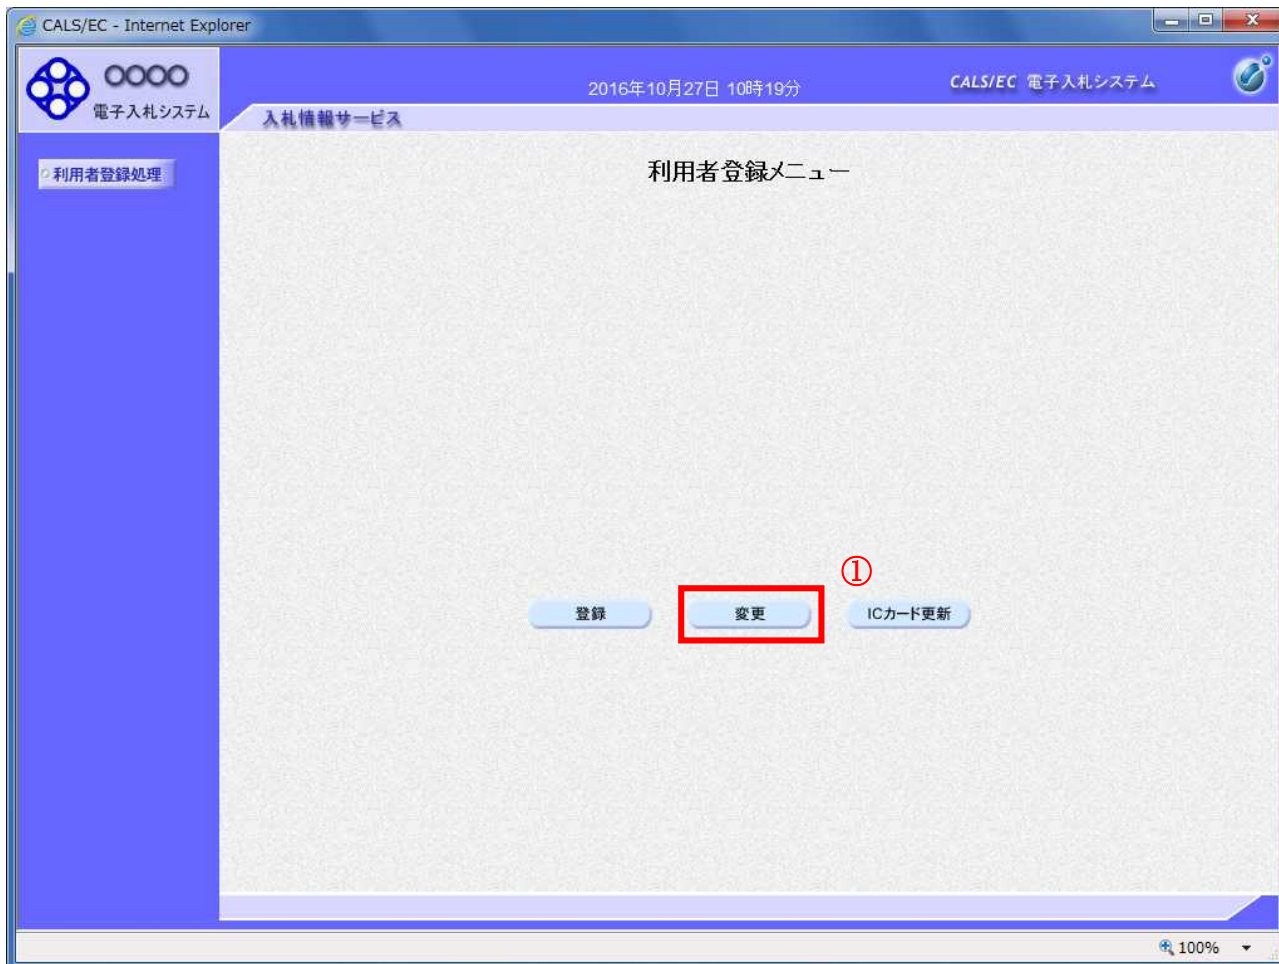 CALS/EC - Internet Explorer
○○○○
電子入札システム
2016年10月27日 10時19分
CALS/EC 電子入札システム
入札情報サービス
利用者登録処理
利用者登録メニュー
①
登録
変更
ICカード更新
100%